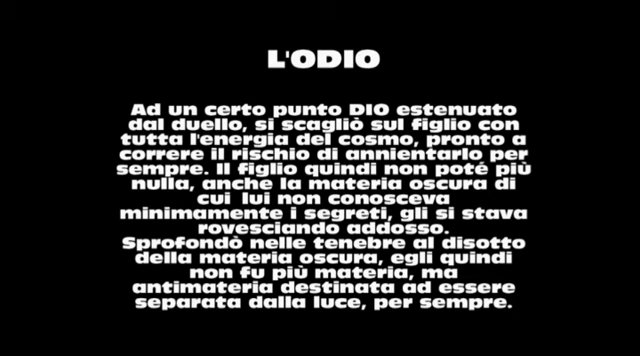 L'ODIO
Ad un certo punto DIO estenuato
dal duello, si scagliò sul figlio con
tutta l'energia del cosmo, pronto a
correre il rischio di annientarlo per
sempre. Il figlio quindi non poté più
nulla, anche la materia oscura di
cui lui non conosceva
minimamente i segreti, gli si stava
rovesciando addosso.
Sprofondò nelle tenebre al disotto
della materia oscura, egli quindi
non fu più materia, ma
antimateria destinata ad essere
separata dalla luce, per sempre.